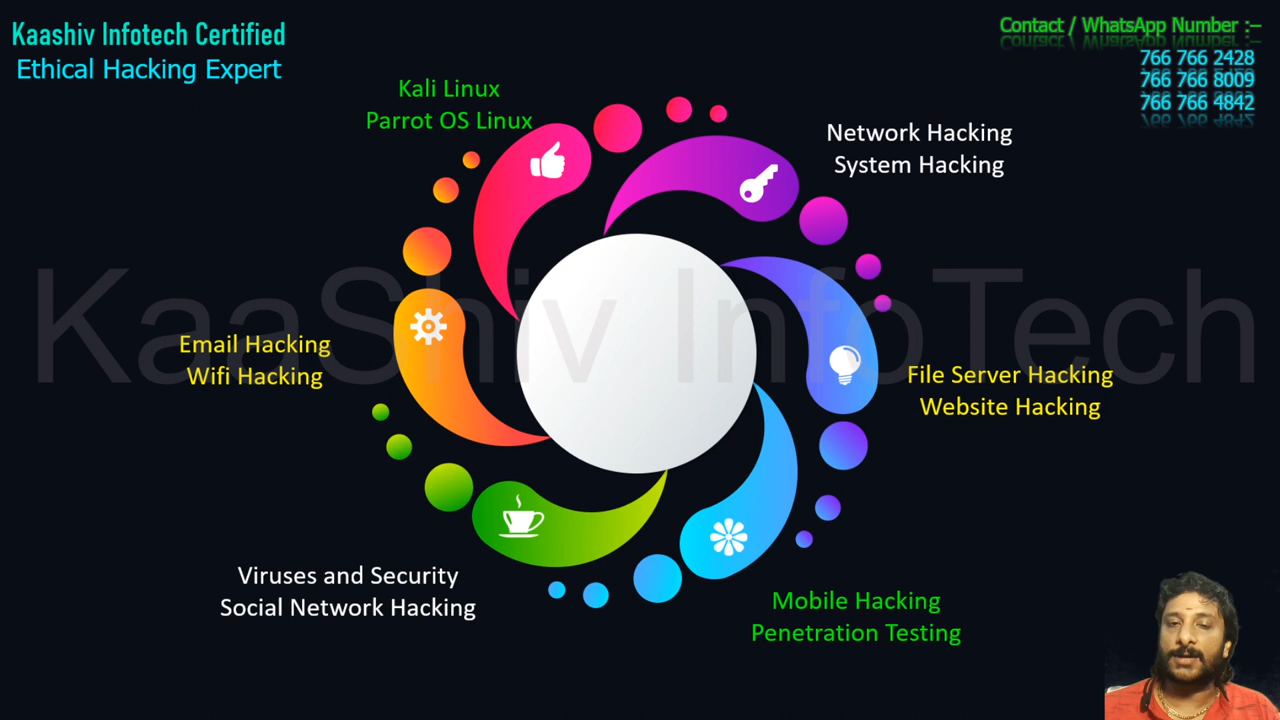 Kaashiv Infotech Certified
Ethical Hacking Expert
Contact / WhatsApp Number :–
766 766 2428
766 766 8009
766 766 4842
Kali Linux
Parrot OS Linux
Network Hacking
System Hacking
KaaShiv InfoTech
Email Hacking
Wifi Hacking
File Server Hacking
Website Hacking
Viruses and Security
Social Network Hacking
Mobile Hacking
Penetration Testing